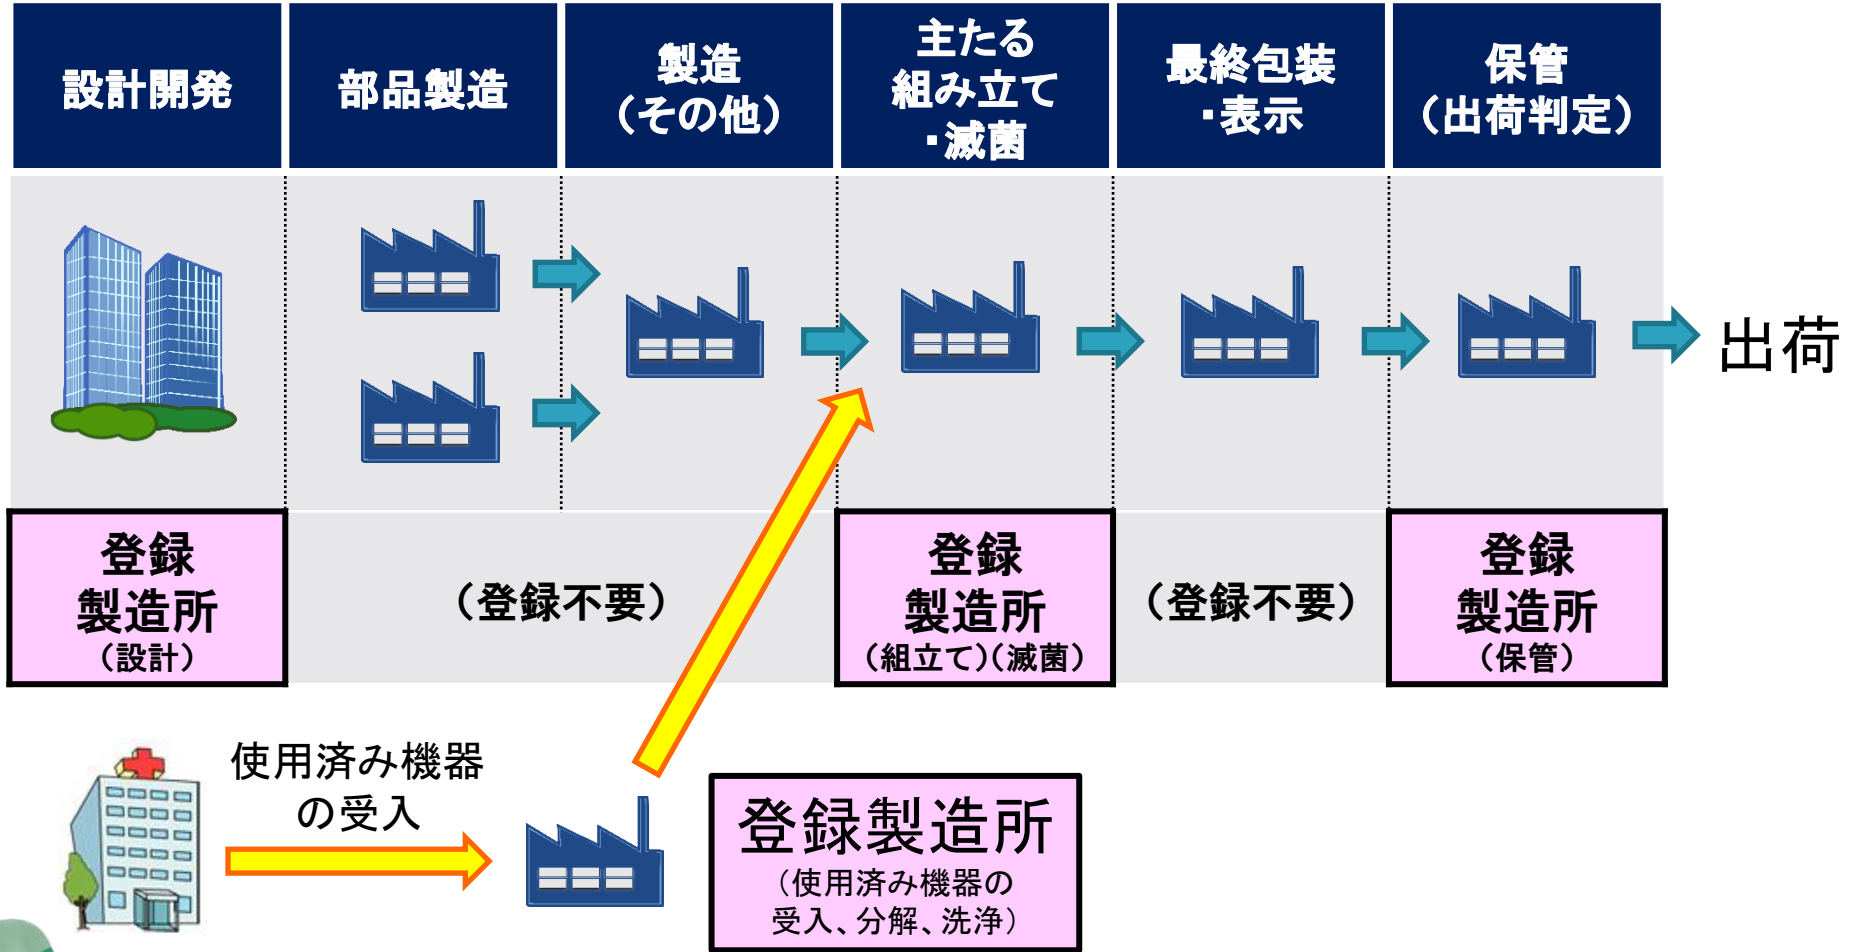 設計開発
部品製造
製造
（その他）
主たる
組み立て
・滅菌
最終包装
・表示
保管
（出荷判定）
出荷
登録
製造所
（設計）
（登録不要）
登録
製造所
（組立て）（滅菌）
（登録不要）
登録
製造所
（保管）
使用済み機器
の受入
登録製造所
（使用済み機器の
受入、分解、洗浄）